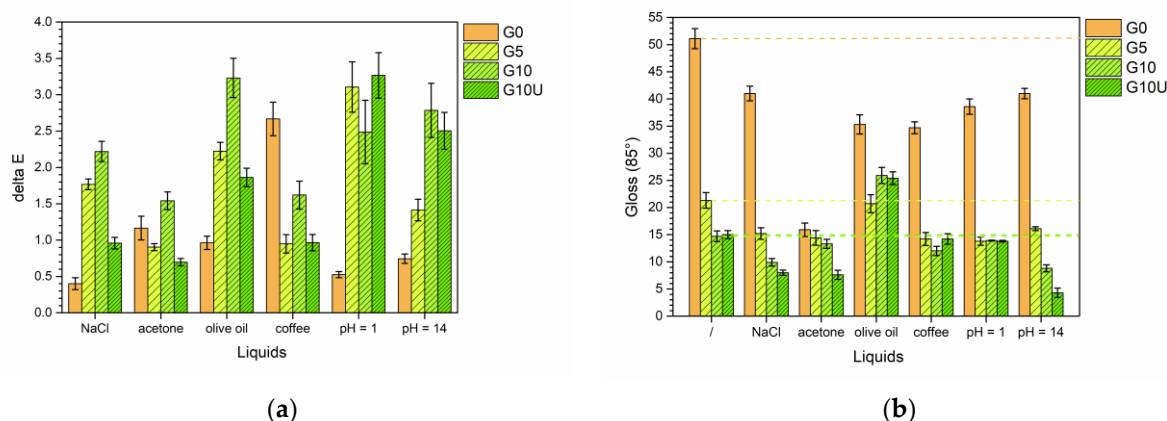 4.0
3.5
3.0
2.5
2.0
1.5
1.0
0.5
0.0
delta E
NaCl acetone olive oil coffee pH = 1 pH = 14
Liquids
G0
G5
G10
G10U
(a)
55
50
45
40
35
30
25
20
15
10
5
0
Gloss (85°)
/ NaCl acetone olive oil coffee pH = 1 pH = 14
Liquids
G0
G5
G10
G10U
(b)